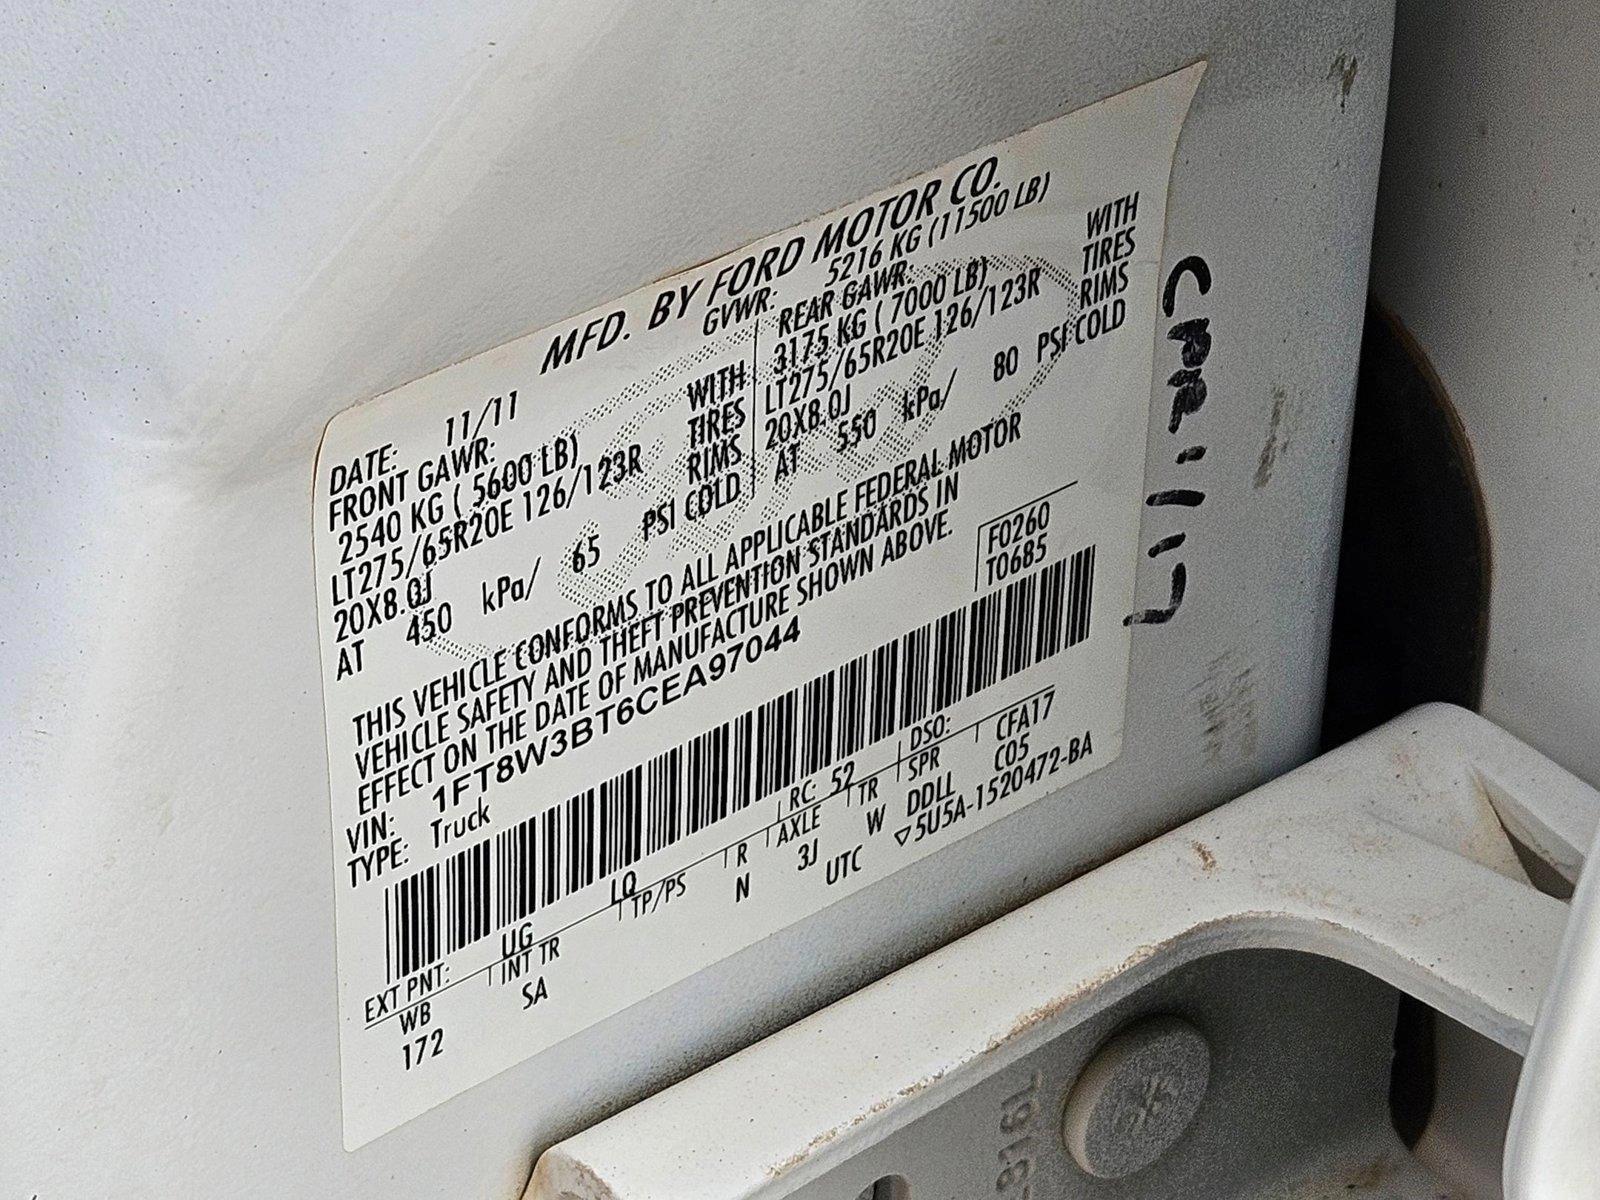 MFD. BY FORD MOTOR CO.
DATE: 11/11 GVWR: 5216 KG (11500 LB)
FRONT GAWR: REAR GAWR:
2540 KG ( 5600 LB) WITH 3175 KG ( 7000 LB) WITH
LT275/65R20E 126/123R TIRES LT275/65R20E 126/123R TIRES
20X8.0J RIMS 20X8.0J RIMS
AT 450 kPa/ 65 PSI COLD AT 550 kPa/ 80 PSI COLD
THIS VEHICLE CONFORMS TO ALL APPLICABLE FEDERAL MOTOR
VEHICLE SAFETY AND THEFT PREVENTION STANDARDS IN
EFFECT ON THE DATE OF MANUFACTURE SHOWN ABOVE.
VIN: 1FT8W3BT6CEA97044 F0260
TYPE: Truck T0685
EXT PNT: UG LQ RC: 52 DSO: CFA17
WB INT TR TP/PS R AXLE TR SPR C05
172 SA N 3J W DDLL
UTC ▽5U5A-1520472-BA